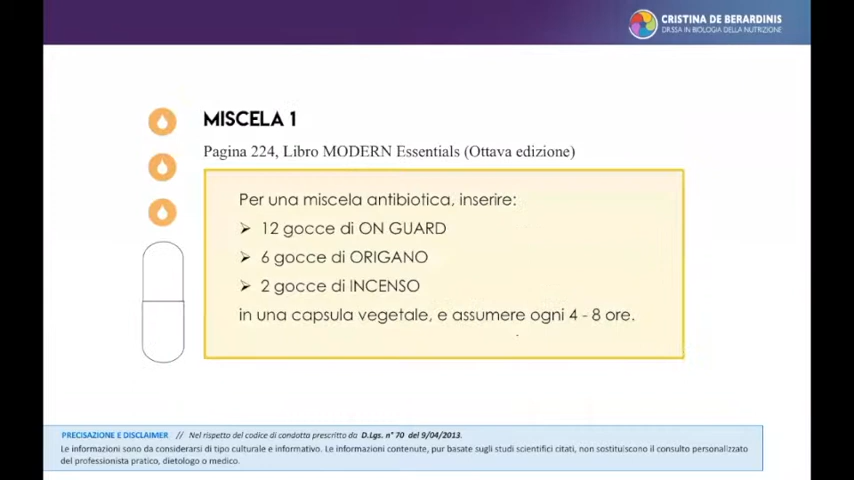 CRISTINA DE BERARDINIS
DR.SSA IN BIOLOGIA DELLA NUTRIZIONE
MISCELA 1
Pagina 224, Libro MODERN Essentials (Ottava edizione)
Per una miscela antibiotica, inserire:
➢ 12 gocce di ON GUARD
➢ 6 gocce di ORIGANO
➢ 2 gocce di INCENSO
in una capsula vegetale, e assumere ogni 4 - 8 ore.
PRECISAZIONE E DISCLAIMER // Nel rispetto del codice di condotta prescritto da D.Lgs. n° 70 del 9/04/2013.
Le informazioni sono da considerarsi di tipo culturale e informativo. Le informazioni contenute, pur basate sugli studi scientifici citati, non sostituiscono il consulto personalizzato
del professionista pratico, dietologo o medico.